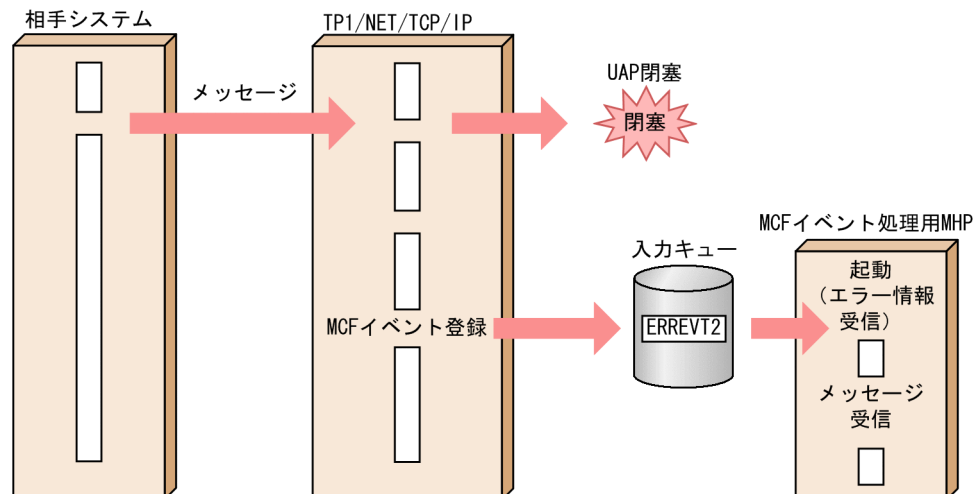 相手システム
TP1/NET/TCP/IP
メッセージ
UAP閉塞
閉塞
MCFイベント処理用MHP
入力キュー
起動
（エラー情報
受信）
MCFイベント登録
ERREVT2
メッセージ
受信